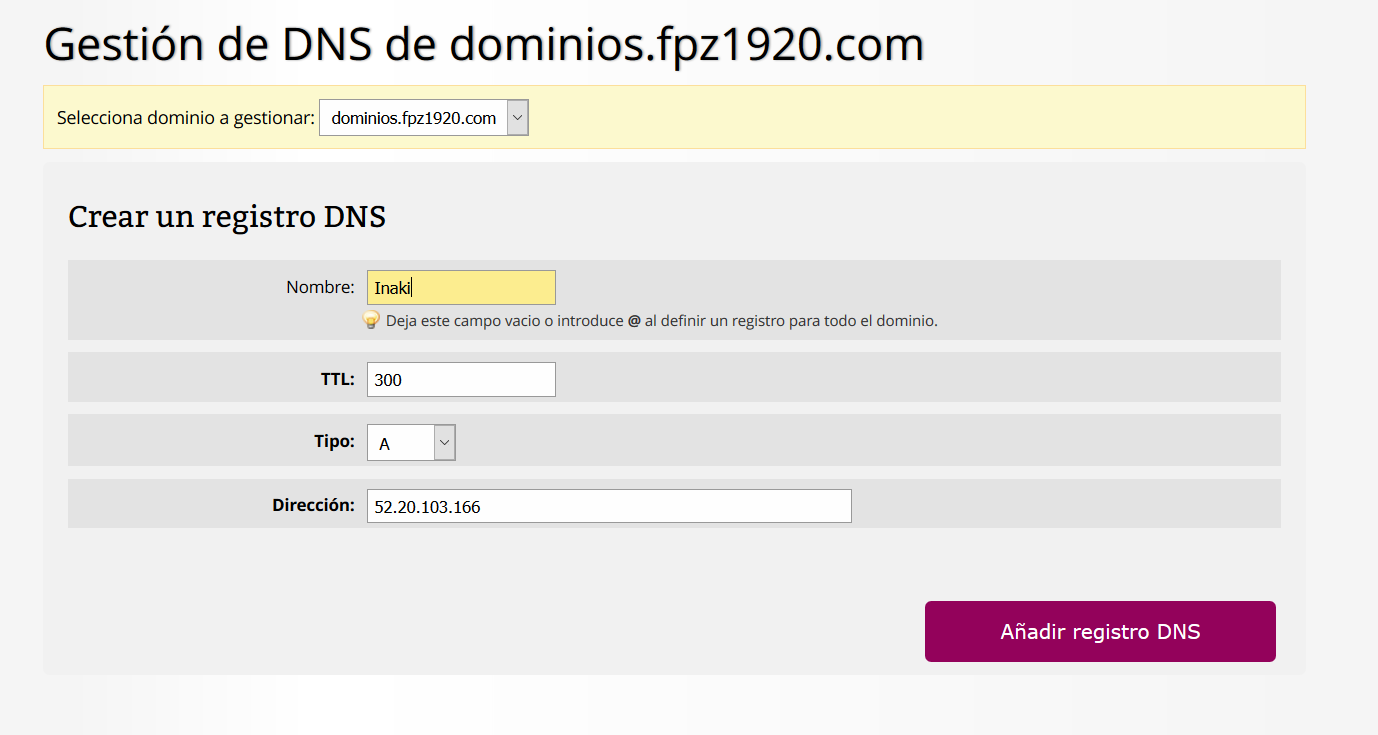 Gestión de DNS de dominios.fpz1920.com
Selecciona dominio a gestionar: dominios.fpz1920.com
Crear un registro DNS
Nombre: Inaki
Deja este campo vacio o introduce @ al definir un registro para todo el dominio.
TTL: 300
Tipo: A
Dirección: 52.20.103.166
Añadir registro DNS